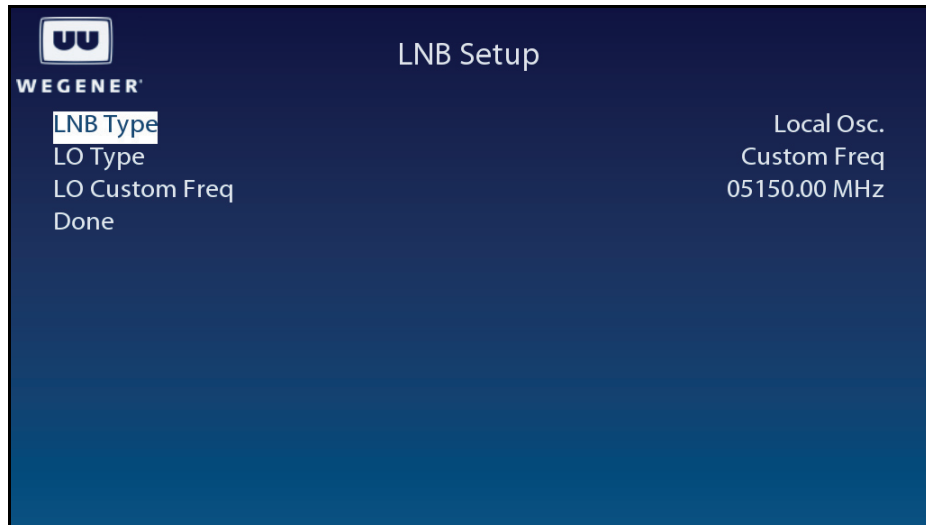 WEGENER
LNB Setup
LNB Type Local Osc.
LO Type Custom Freq
LO Custom Freq 05150.00 MHz
Done